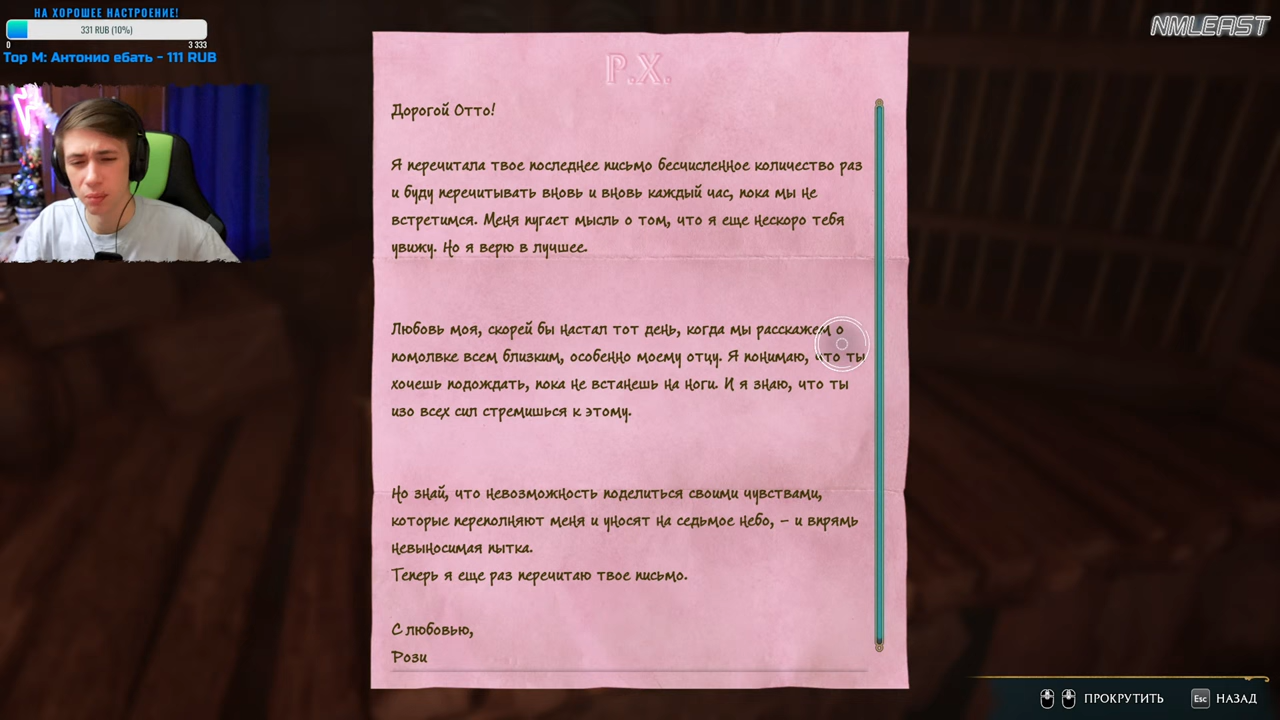 НА ХОРОШЕЕ НАСТРОЕНИЕ!
331 RUB (10%)
0 3 333
Top M: Антонио ебать - 111 RUB
NMLEAST
P.X.
Дорогой Отто!
Я перечитала твое последнее письмо бесчисленное количество раз
и буду перечитывать вновь и вновь каждый час, пока мы не
встретимся. Меня пугает мысль о том, что я еще нескоро тебя
увижу. Но я верю в лучшее.
Любовь моя, скорей бы настал тот день, когда мы расскажем о
помолвке всем близким, особенно моему отцу. Я понимаю, что ты
хочешь подождать, пока не встанешь на ноги. И я знаю, что ты
изо всех сил стремишься к этому.
Но знай, что невозможность поделиться своими чувствами,
которые переполняют меня и уносят на седьмое небо, – и впрямь
невыносимая пытка.
Теперь я еще раз перечитаю твое письмо.
С любовью,
Рози
ПРОКРУТИТЬ
Esc НАЗАД